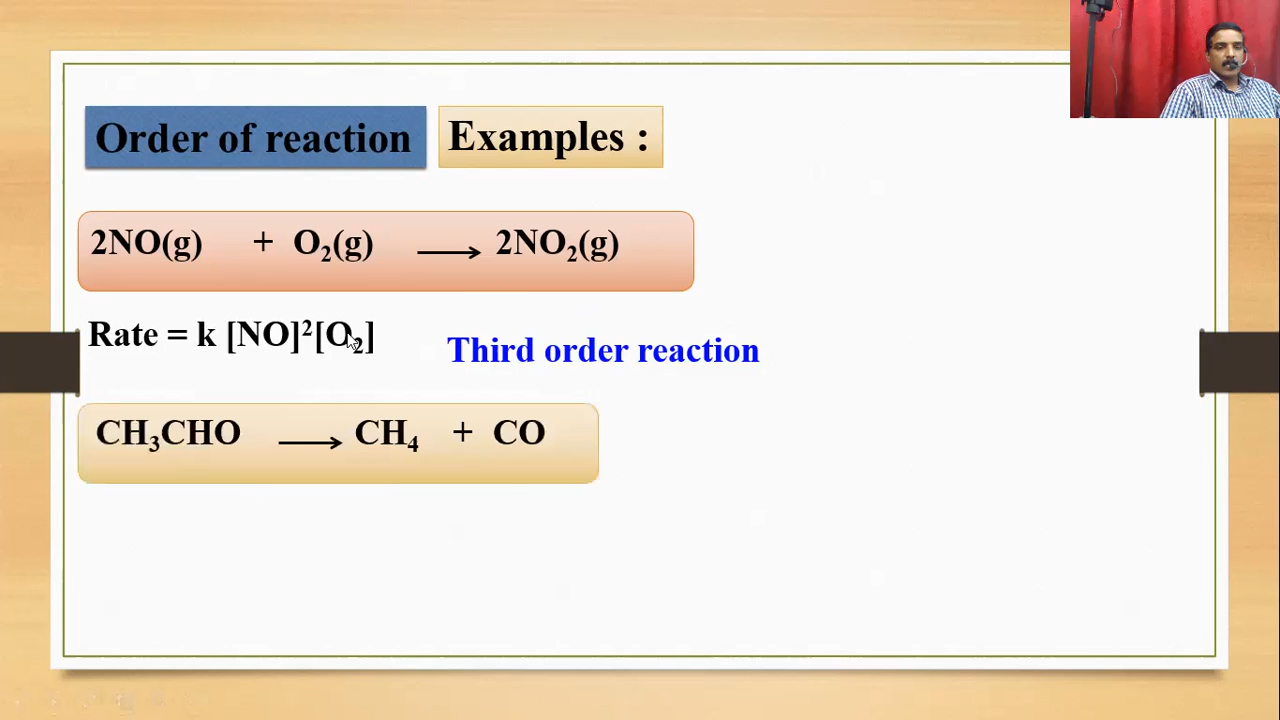 Order of reaction
Examples :
2NO(g) + O₂(g) ⟶ 2NO₂(g)
Rate = k [NO]²[O₂]
Third order reaction
CH₃CHO ⟶ CH₄ + CO